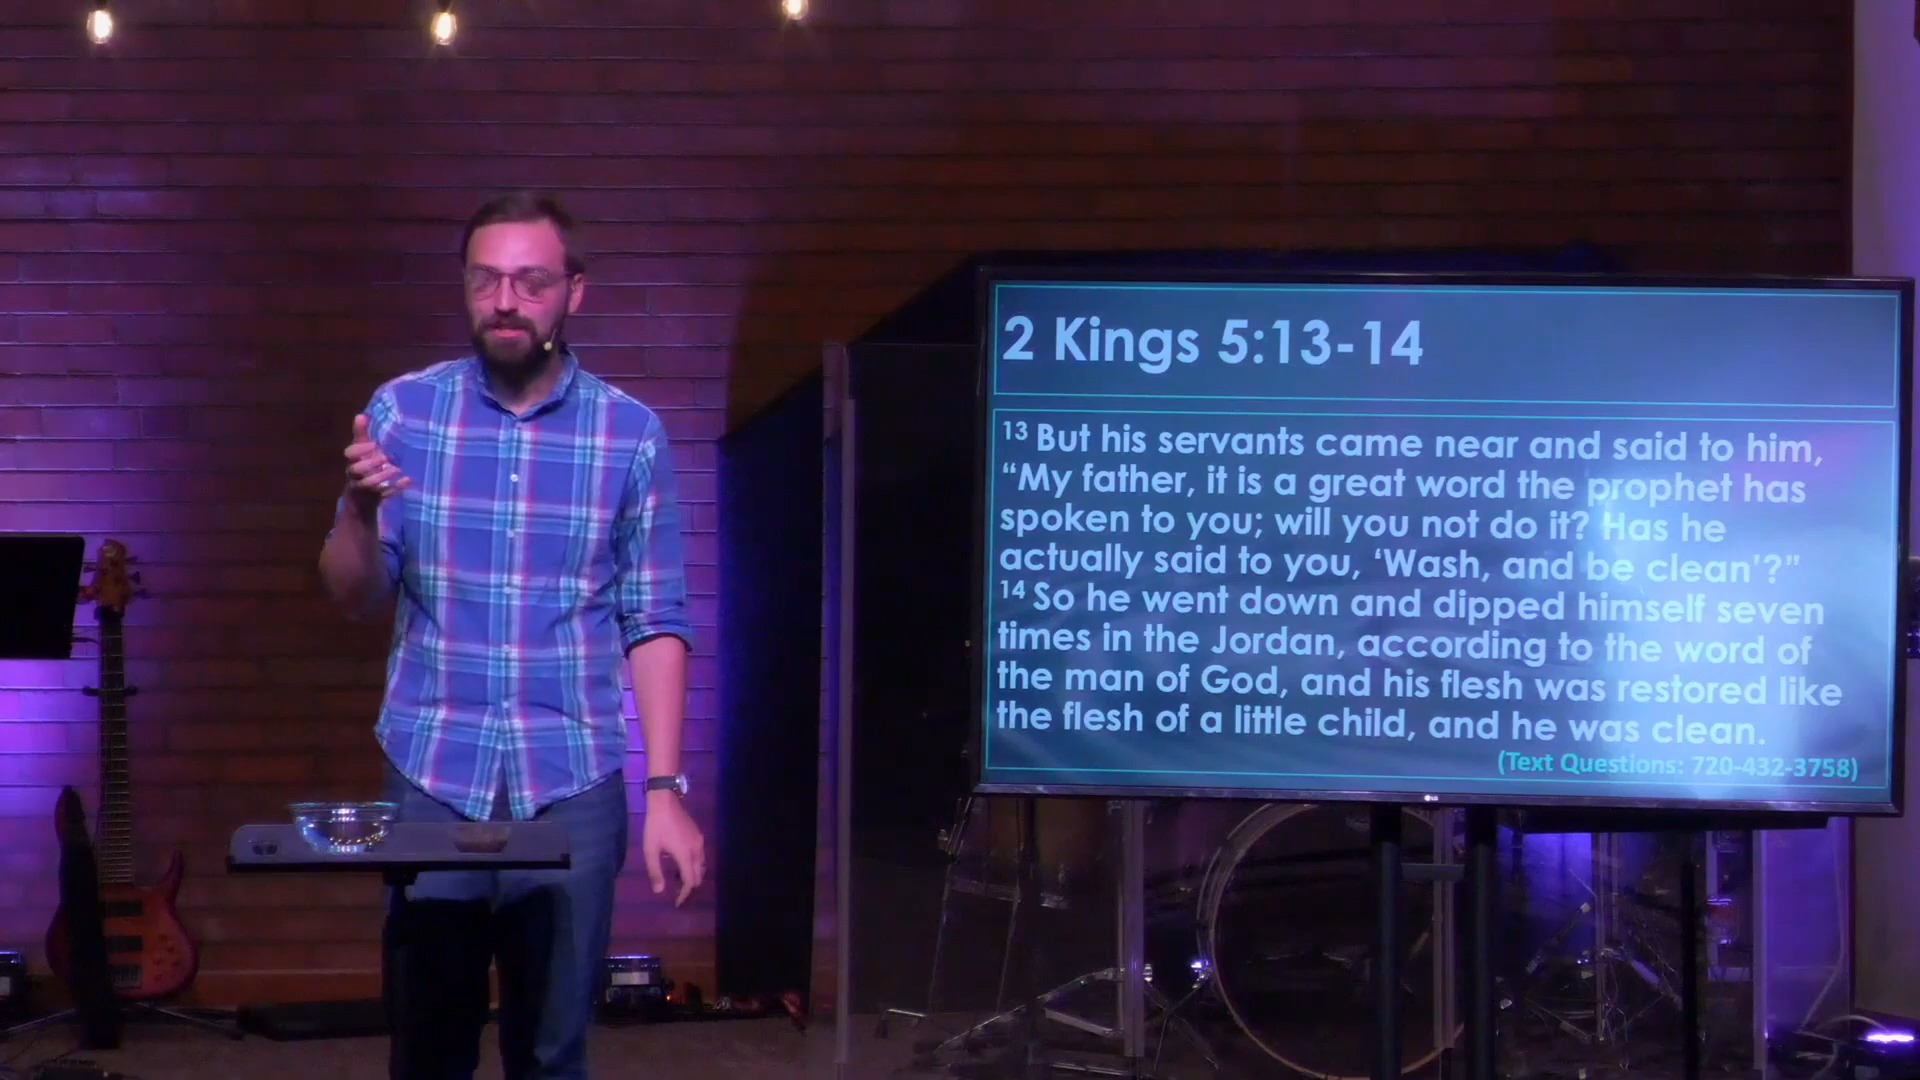 2 Kings 5:13-14
13 But his servants came near and said to him,
“My father, it is a great word the prophet has
spoken to you; will you not do it? Has he
actually said to you, ‘Wash, and be clean’?”
14 So he went down and dipped himself seven
times in the Jordan, according to the word of
the man of God, and his flesh was restored like
the flesh of a little child, and he was clean.
(Text Questions: 720-432-3758)
LG